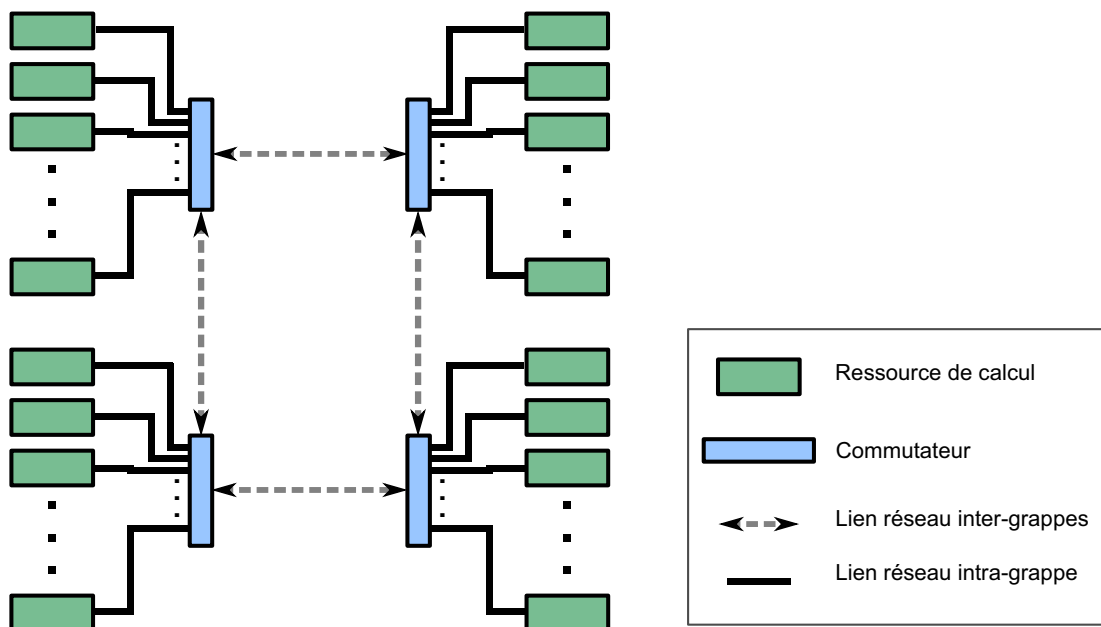 Ressource de calcul
Commutateur
Lien réseau inter-grappes
Lien réseau intra-grappe